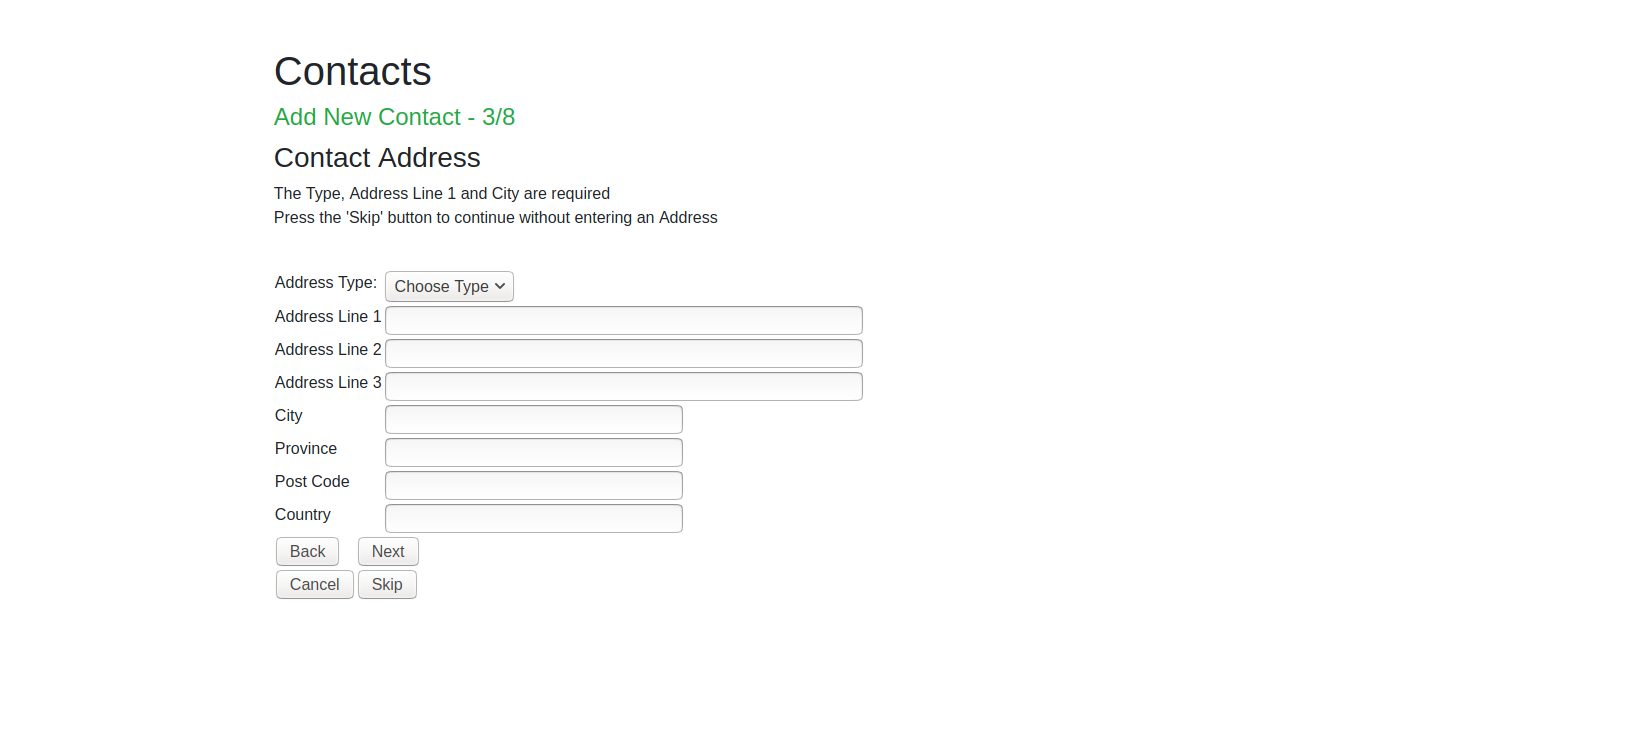 Contacts
Add New Contact - 3/8
Contact Address
The Type, Address Line 1 and City are required
Press the 'Skip' button to continue without entering an Address
Address Type: Choose Type
Address Line 1
Address Line 2
Address Line 3
City
Province
Post Code
Country
Back Next
Cancel Skip